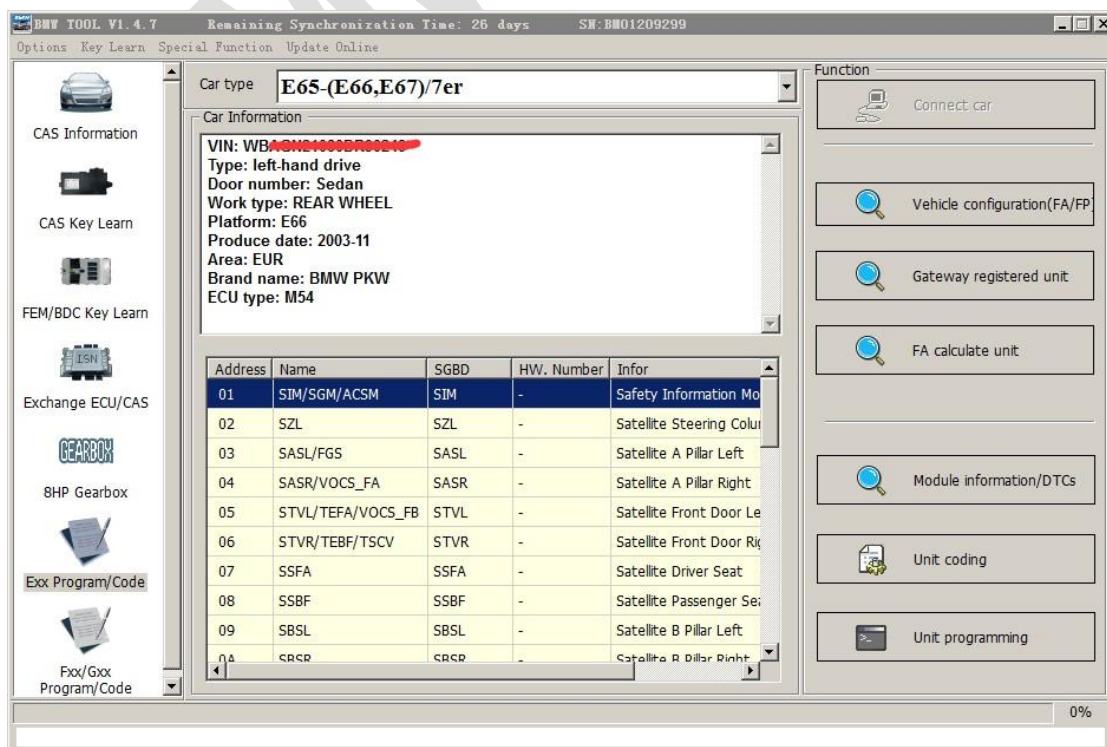 BMW TOOL V1.4.7 Remaining Synchronization Time: 26 days SN:BM01209299
Options Key Learn Special Function Update Online
CAS Information
CAS Key Learn
FEM/BDC Key Learn
ISN
Exchange ECU/CAS
GEARBOX
8HP Gearbox
Exx Program/Code
Fxx/Gxx
Program/Code
Car type E65-(E66,E67)/7er
Car Information
VIN:
Type: left-hand drive
Door number: Sedan
Work type: REAR WHEEL
Platform: E66
Produce date: 2003-11
Area: EUR
Brand name: BMW PKW
ECU type: M54
Address Name SGBD HW. Number Infor
01 SIM/SGM/ACSM SIM - Safety Information Mo
02 SZL SZL - Satellite Steering Colu
03 SASL/FGS SASL - Satellite A Pillar Left
04 SASR/VOCS_FA SASR - Satellite A Pillar Right
05 STVL/TEFA/VOCS_FB STVL - Satellite Front Door Le
06 STVR/TEBF/TSCV STVR - Satellite Front Door Rig
07 SSFA SSFA - Satellite Driver Seat
08 SSBF SSBF - Satellite Passenger Sea
09 SBSL SBSL - Satellite B Pillar Left
0A SBSR SBSR - Satellite B Pillar Right
Function
Connect car
Vehicle configuration(FA/FP)
Gateway registered unit
FA calculate unit
Module information/DTCs
Unit coding
Unit programming
0%